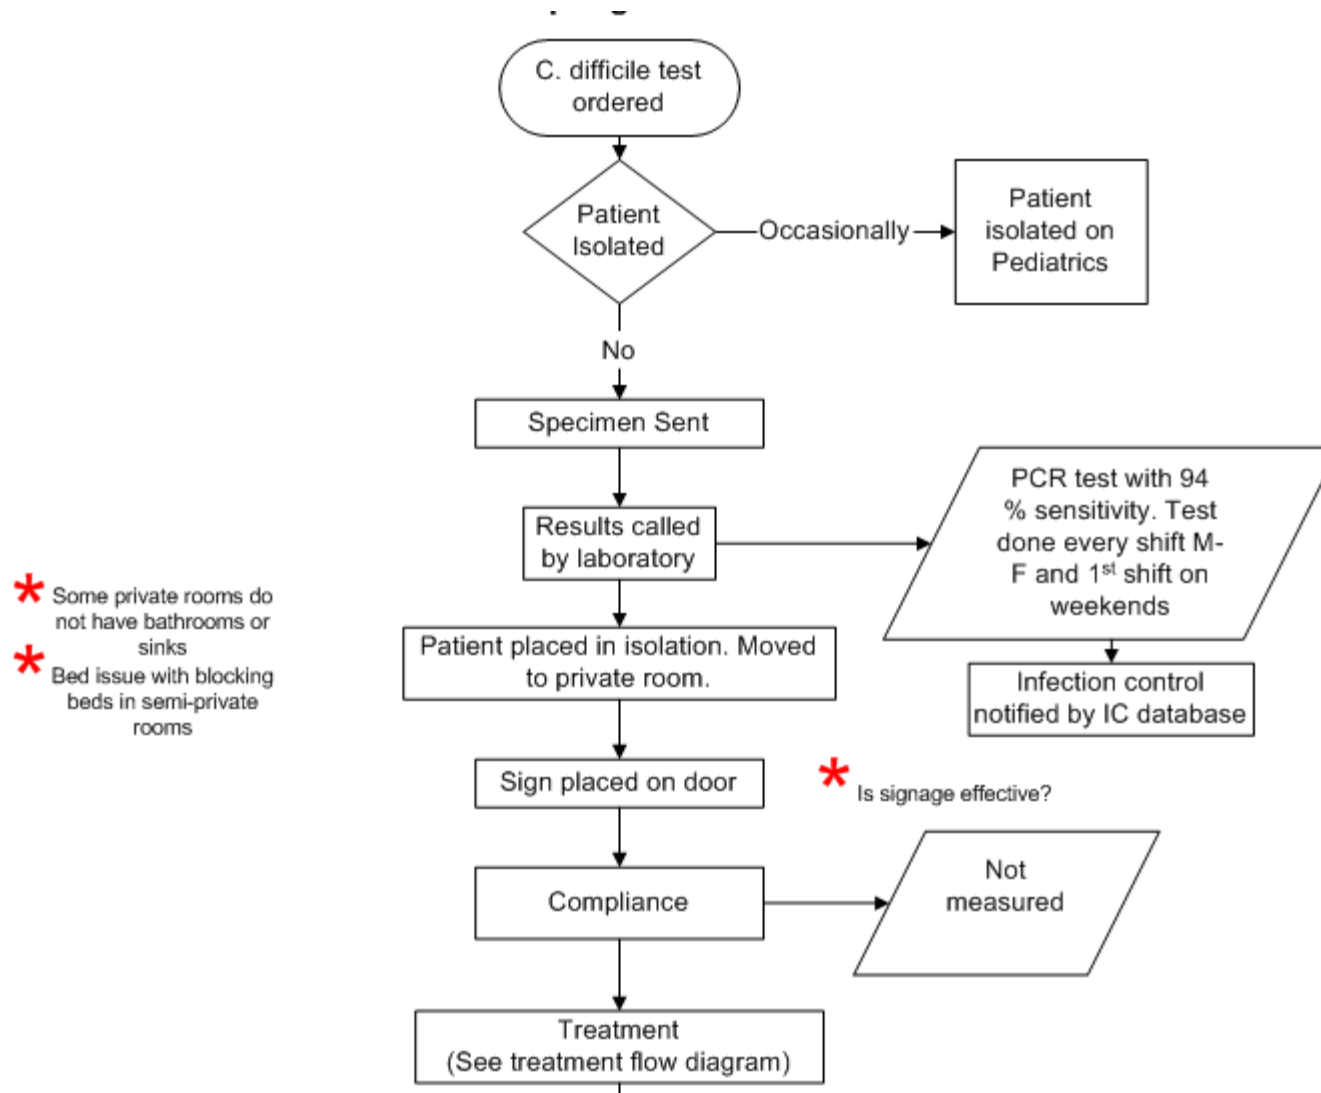 C. difficile test
ordered
Patient
Isolated
Occasionally
Patient
isolated on
Pediatrics
No
Specimen Sent
Results called
by laboratory
PCR test with 94
% sensitivity. Test
done every shift M-
F and 1st shift on
weekends
* Some private rooms do
not have bathrooms or
sinks
* Bed issue with blocking
beds in semi-private
rooms
Patient placed in isolation. Moved
to private room.
Infection control
notified by IC database
Sign placed on door
* Is signage effective?
Compliance
Not
measured
Treatment
(See treatment flow diagram)